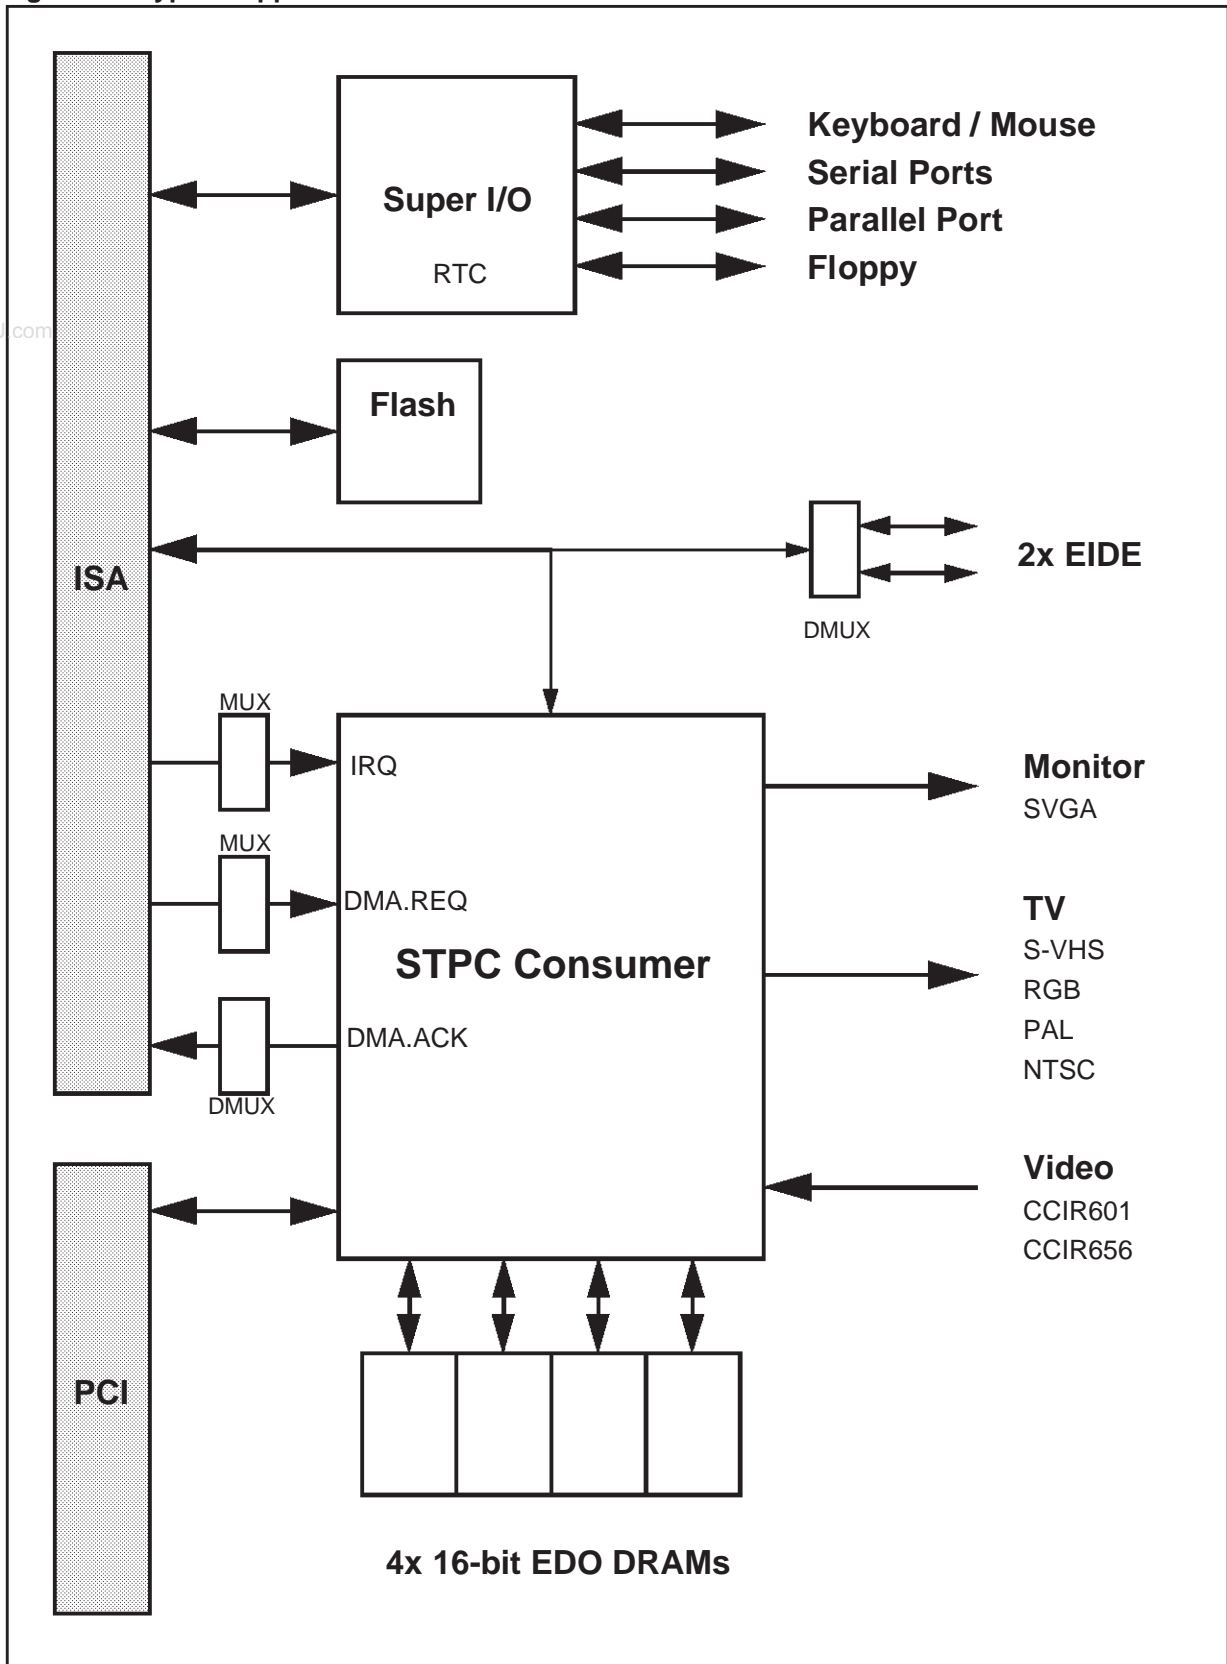 Keyboard / Mouse
Serial Ports
Super I/O
Parallel Port
RTC
Floppy
.com
Flash
ISA
2x EIDE
DMUX
MUX
IRQ
Monitor
SVGA
MUX
DMA.REQ
TV
STPC Consumer
S-VHS
RGB
DMA.ACK
PAL
NTSC
DMUX
Video
CCIR601
CCIR656
PCI
4x 16-bit EDO DRAMs